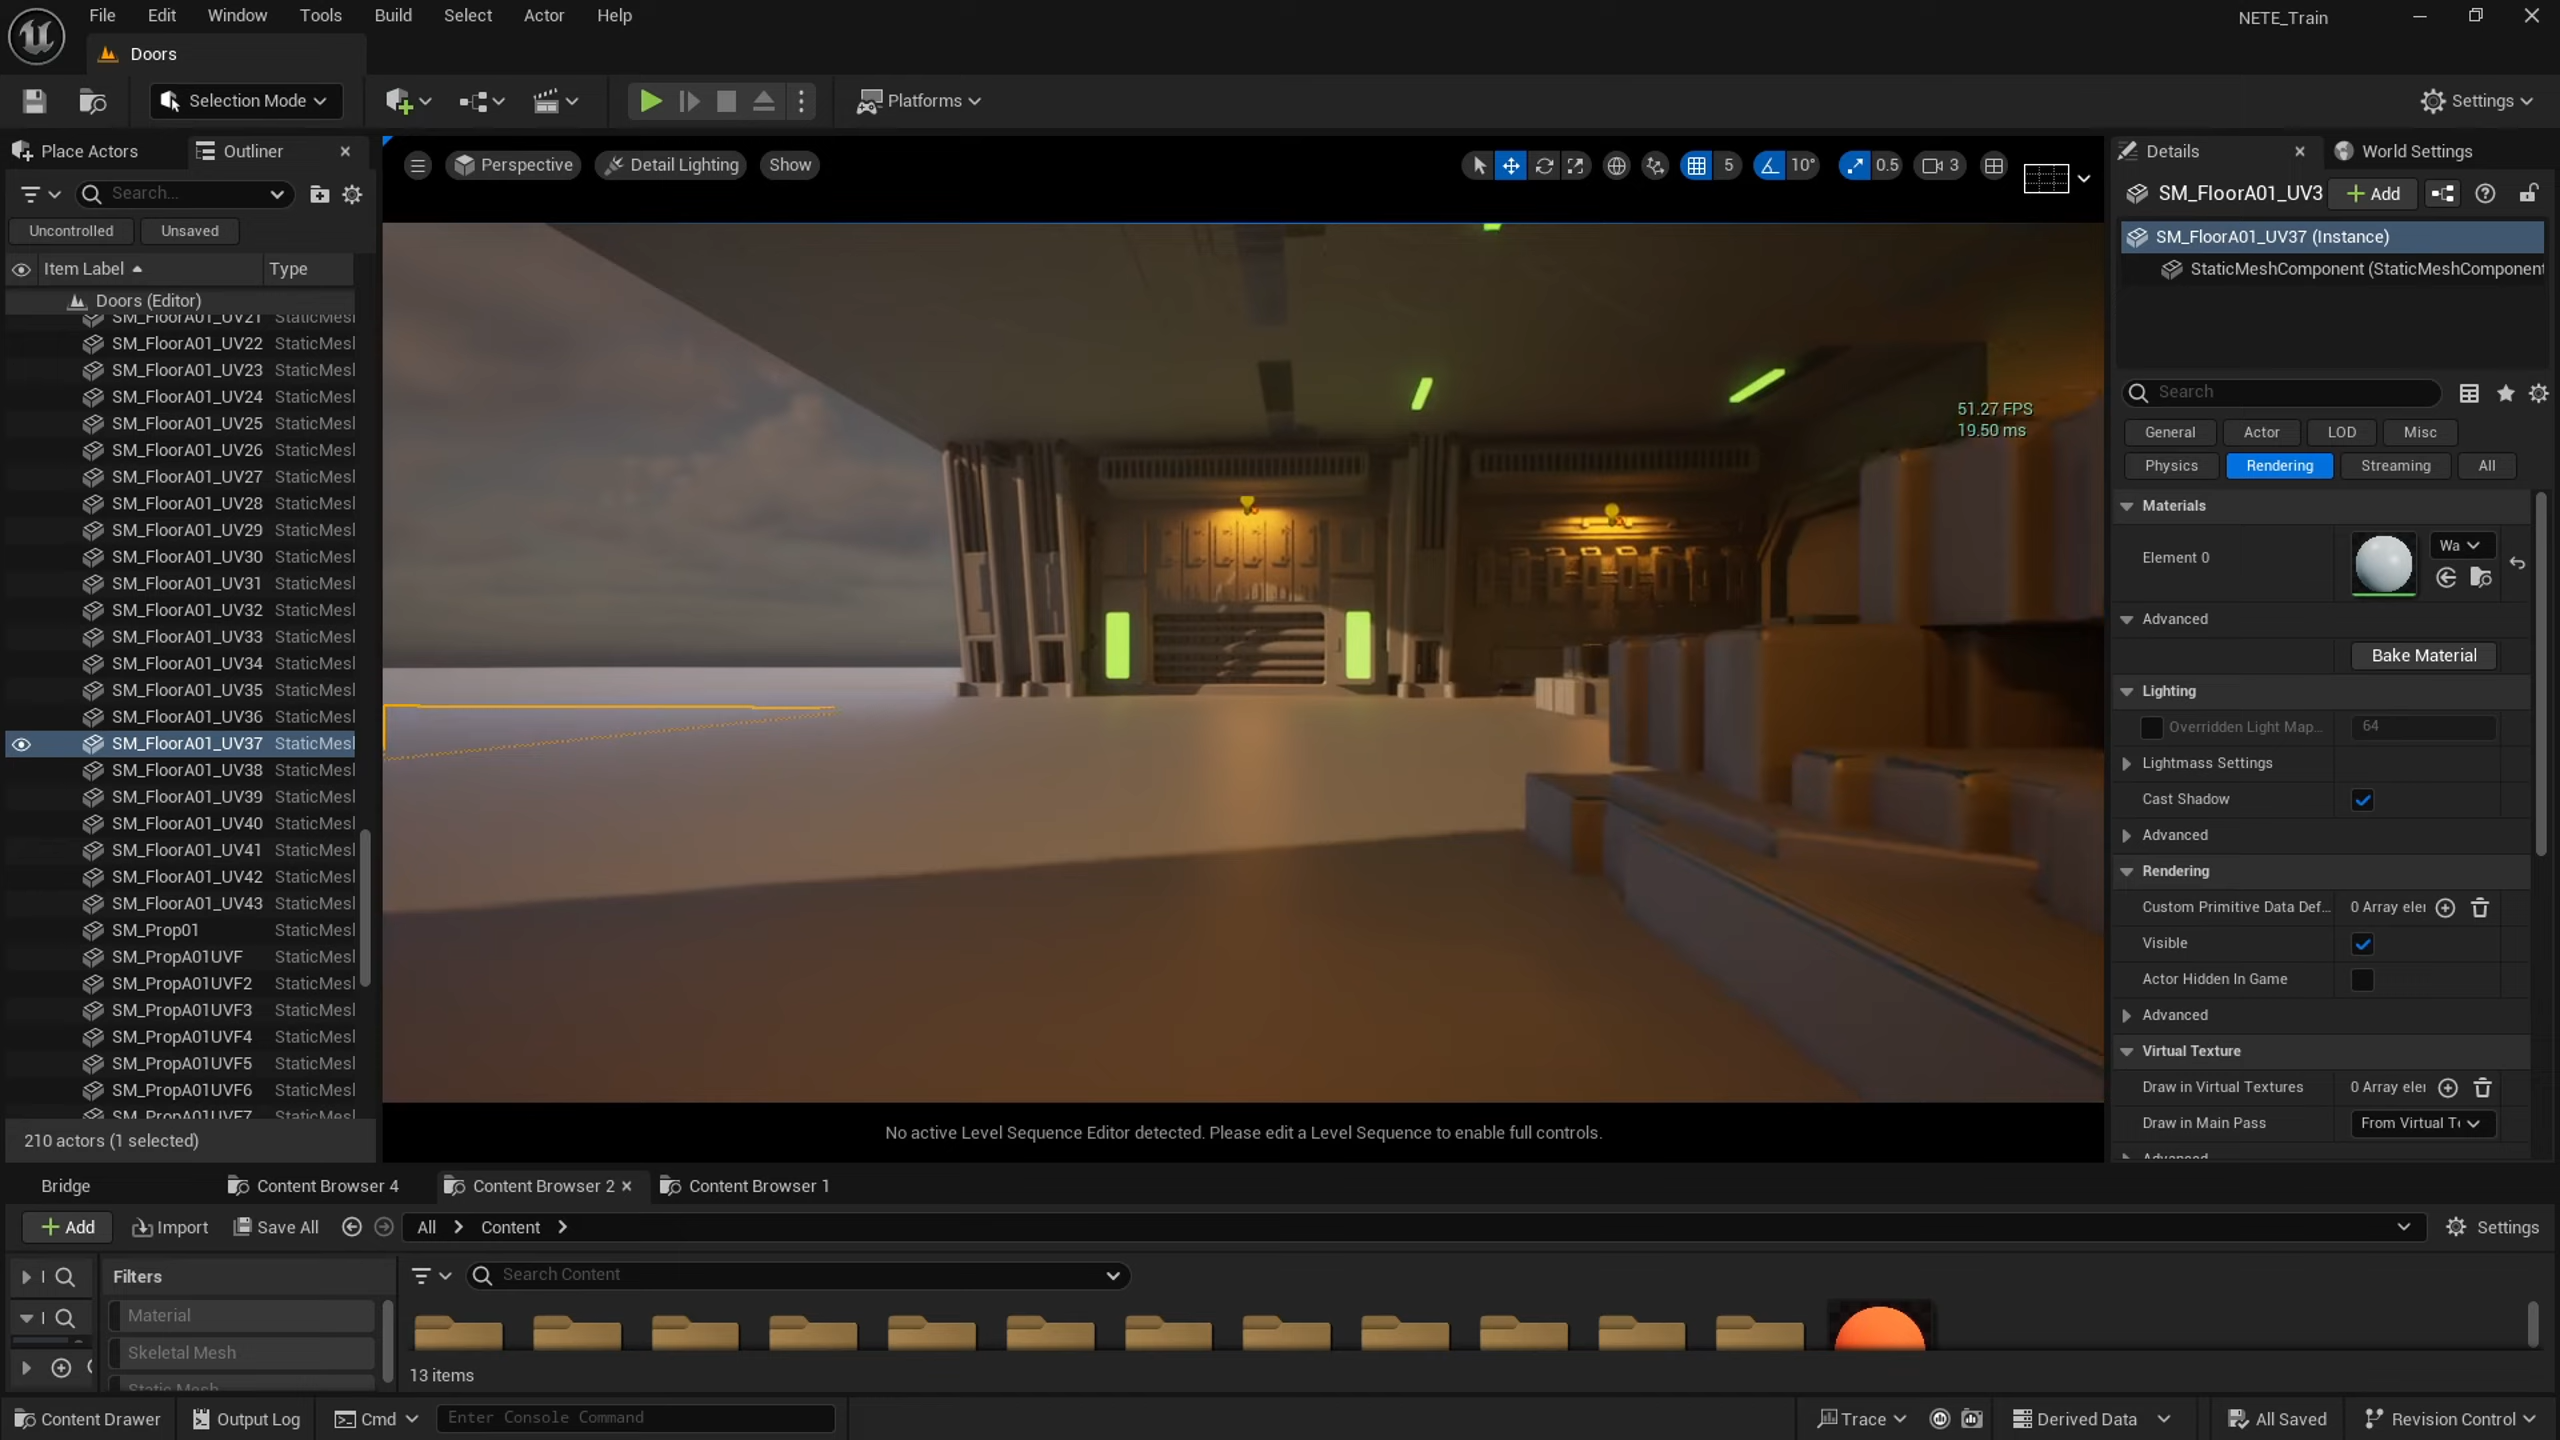 File Edit Window Tools Build Select Actor Help
NETE_Train
Doors
Selection Mode
Platforms
Settings
Place Actors
Outliner
Perspective
Detail Lighting
Show
5
10°
0.5
3
Details
World Settings
Search...
SM_FloorA01_UV3
Add
Uncontrolled
Unsaved
SM_FloorA01_UV37 (Instance)
StaticMeshComponent (StaticMeshComponent
Item Label
Type
Doors (Editor)
SM_FloorA01_UV21 StaticMesl
SM_FloorA01_UV22 StaticMesl
SM_FloorA01_UV23 StaticMesl
SM_FloorA01_UV24 StaticMesl
SM_FloorA01_UV25 StaticMesl
SM_FloorA01_UV26 StaticMesl
SM_FloorA01_UV27 StaticMesl
SM_FloorA01_UV28 StaticMesl
SM_FloorA01_UV29 StaticMesl
SM_FloorA01_UV30 StaticMesl
SM_FloorA01_UV31 StaticMesl
SM_FloorA01_UV32 StaticMesl
SM_FloorA01_UV33 StaticMesl
SM_FloorA01_UV34 StaticMesl
SM_FloorA01_UV35 StaticMesl
SM_FloorA01_UV36 StaticMesl
SM_FloorA01_UV37 StaticMesl
SM_FloorA01_UV38 StaticMesl
SM_FloorA01_UV39 StaticMesl
SM_FloorA01_UV40 StaticMesl
SM_FloorA01_UV41 StaticMesl
SM_FloorA01_UV42 StaticMesl
SM_FloorA01_UV43 StaticMesl
SM_Prop01 StaticMesl
SM_PropA01UVF StaticMesl
SM_PropA01UVF2 StaticMesl
SM_PropA01UVF3 StaticMesl
SM_PropA01UVF4 StaticMesl
SM_PropA01UVF5 StaticMesl
SM_PropA01UVF6 StaticMesl
SM_PropA01UVF7 StaticMesl
210 actors (1 selected)
51.27 FPS
19.50 ms
No active Level Sequence Editor detected. Please edit a Level Sequence to enable full controls.
Search
General Actor LOD Misc
Physics Rendering Streaming All
Materials
Element 0
Wa
Advanced
Bake Material
Lighting
Overridden Light Map... 64
Lightmass Settings
Cast Shadow
Advanced
Rendering
Custom Primitive Data Def... 0 Array eler
Visible
Actor Hidden In Game
Advanced
Virtual Texture
Draw in Virtual Textures 0 Array eler
Draw in Main Pass From Virtual Te
Advanced
Bridge
Content Browser 4
Content Browser 2
Content Browser 1
Add
Import
Save All
All
Content
Settings
Filters
Search Content
Material
Skeletal Mesh
Static Mesh
13 items
Content Drawer
Output Log
Cmd
Enter Console Command
Trace
Derived Data
All Saved
Revision Control